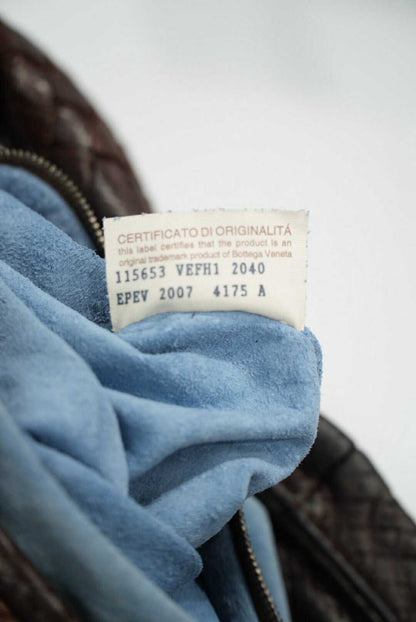 CERTIFICATO DI ORIGINALITÁ
this label certifies that the product is an
original trademark product of Bottega Veneta
115653 VEFH1 2040
EPEV 2007 4175 A